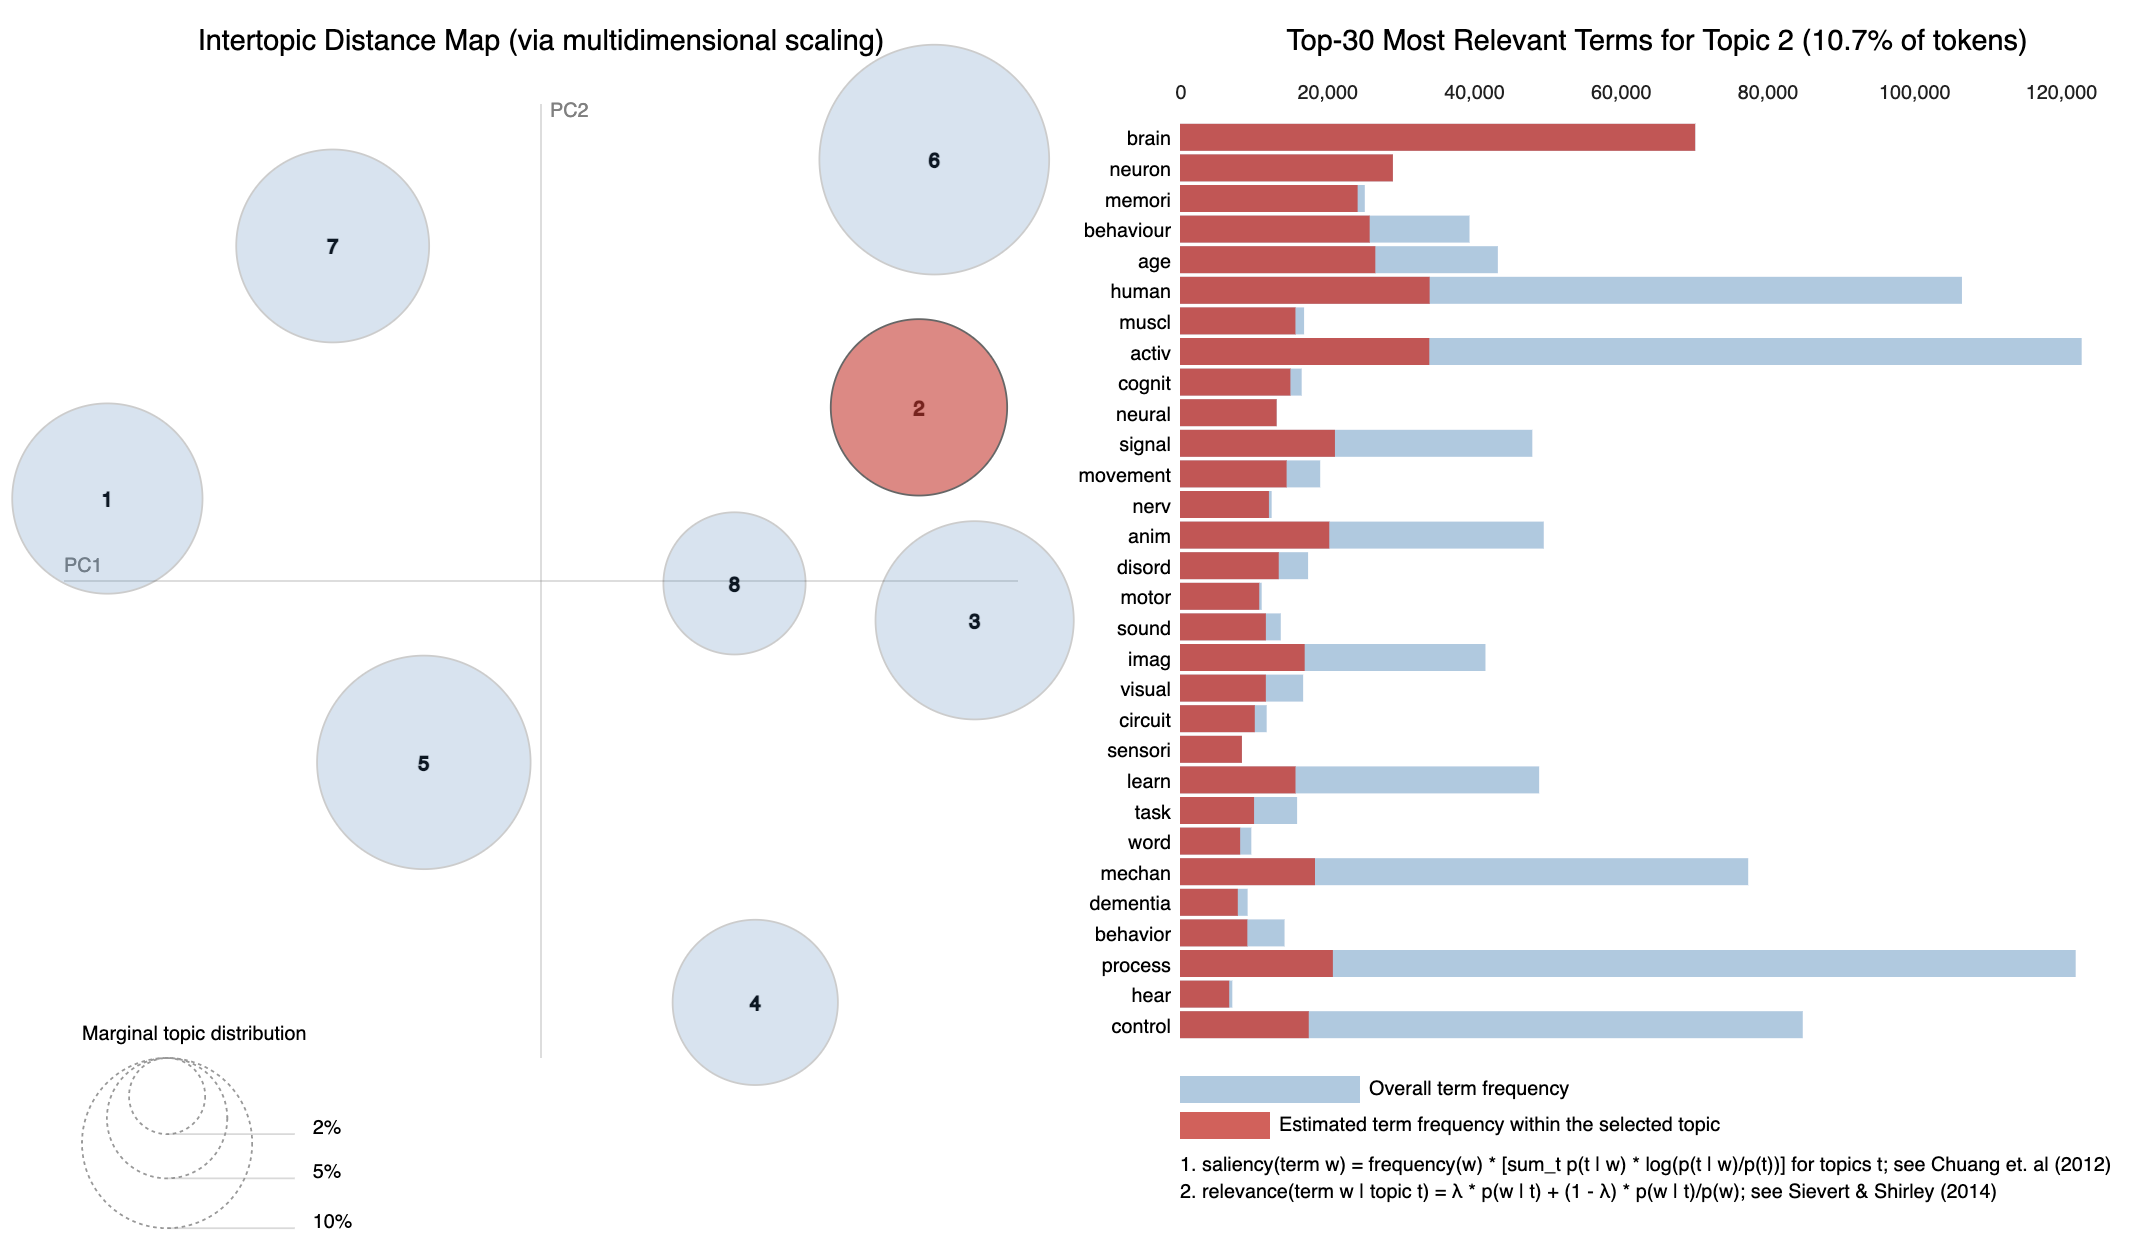 Intertopic Distance Map (via multidimensional scaling)
PC2
6
7
2
1
PC1
8
3
5
4
Marginal topic distribution
2%
5%
10%
Top-30 Most Relevant Terms for Topic 2 (10.7% of tokens)
0 20,000 40,000 60,000 80,000 100,000 120,000
brain
neuron
memori
behaviour
age
human
muscl
activ
cognit
neural
signal
movement
nerv
anim
disord
motor
sound
imag
visual
circuit
sensori
learn
task
word
mechan
dementia
behavior
process
hear
control
Overall term frequency
Estimated term frequency within the selected topic
1. saliency(term w) = frequency(w) * [sum_t p(t | w) * log(p(t | w)/p(t))] for topics t; see Chuang et. al (2012)
2. relevance(term w | topic t) = λ * p(w | t) + (1 - λ) * p(w | t)/p(w); see Sievert & Shirley (2014)